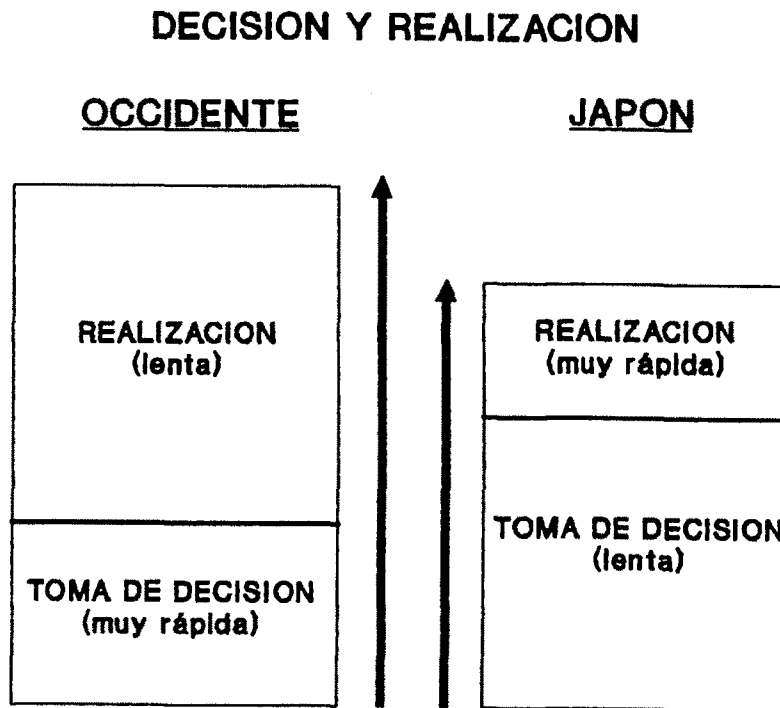 DECISION Y REALIZACION
OCCIDENTE
REALIZACION
(lenta)
TOMA DE DECISION
(muy rápida)
JAPON
REALIZACION
(muy rápida)
TOMA DE DECISION
(lenta)